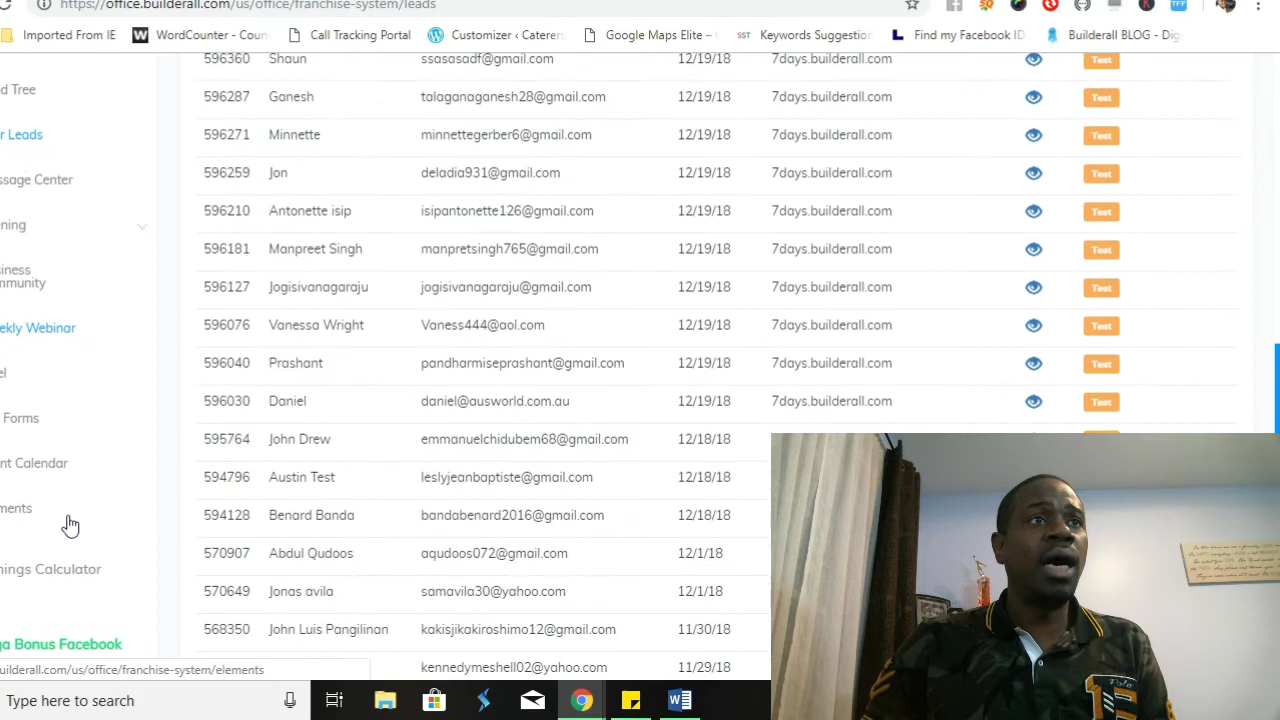 https://office.builderall.com/us/office/franchise-system/leads
Imported From IE WordCounter - Coun Call Tracking Portal Customizer ‹ Caterers Google Maps Elite – sst Keywords Suggestion Find my Facebook ID Builderall BLOG - Dig TFF
596360 Shaun ssasasadf@gmail.com 12/19/18 7days.builderall.com Test
d Tree
596287 Ganesh talaganaganesh28@gmail.com 12/19/18 7days.builderall.com Test
r Leads
596271 Minnette minnettegerber6@gmail.com 12/19/18 7days.builderall.com Test
ssage Center
596259 Jon deladia931@gmail.com 12/19/18 7days.builderall.com Test
ning
596210 Antonette isip isipantonette126@gmail.com 12/19/18 7days.builderall.com Test
596181 Manpreet Singh manpretsingh765@gmail.com 12/19/18 7days.builderall.com Test
siness
mmunity
596127 Jogisivanagaraju jogisivanagaraju@gmail.com 12/19/18 7days.builderall.com Test
ekly Webinar
596076 Vanessa Wright Vaness444@aol.com 12/19/18 7days.builderall.com Test
el
596040 Prashant pandharmiseprashant@gmail.com 12/19/18 7days.builderall.com Test
Forms
596030 Daniel daniel@ausworld.com.au 12/19/18 7days.builderall.com Test
595764 John Drew emmanuelchidubem68@gmail.com 12/18/18
nt Calendar
594796 Austin Test leslyjeanbaptiste@gmail.com 12/18/18
ments
594128 Benard Banda bandabenard2016@gmail.com 12/18/18
570907 Abdul Qudoos aqudoos072@gmail.com 12/1/18
nings Calculator
570649 Jonas avila samavila30@yahoo.com 12/1/18
568350 John Luis Pangilinan kakisjikakiroshimo12@gmail.com 11/30/18
ga Bonus Facebook
kennedymeshell02@yahoo.com 11/29/18
uilderall.com/us/office/franchise-system/elements
Type here to search